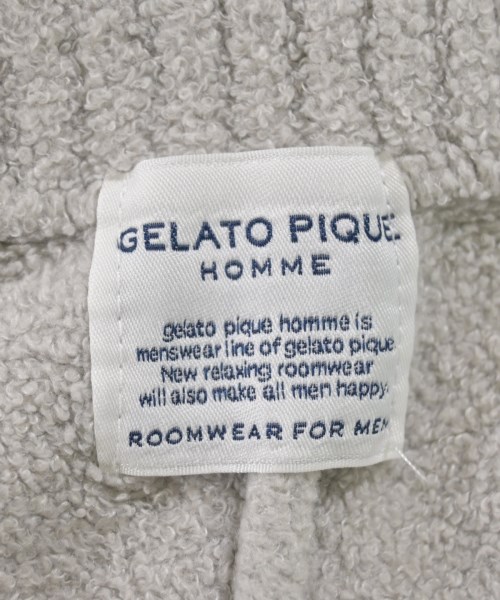 GELATO PIQUE
HOMME
gelato pique homme is
menswear line of gelato pique.
New relaxing roomwear
will also make all men happy.
ROOMWEAR FOR MEN